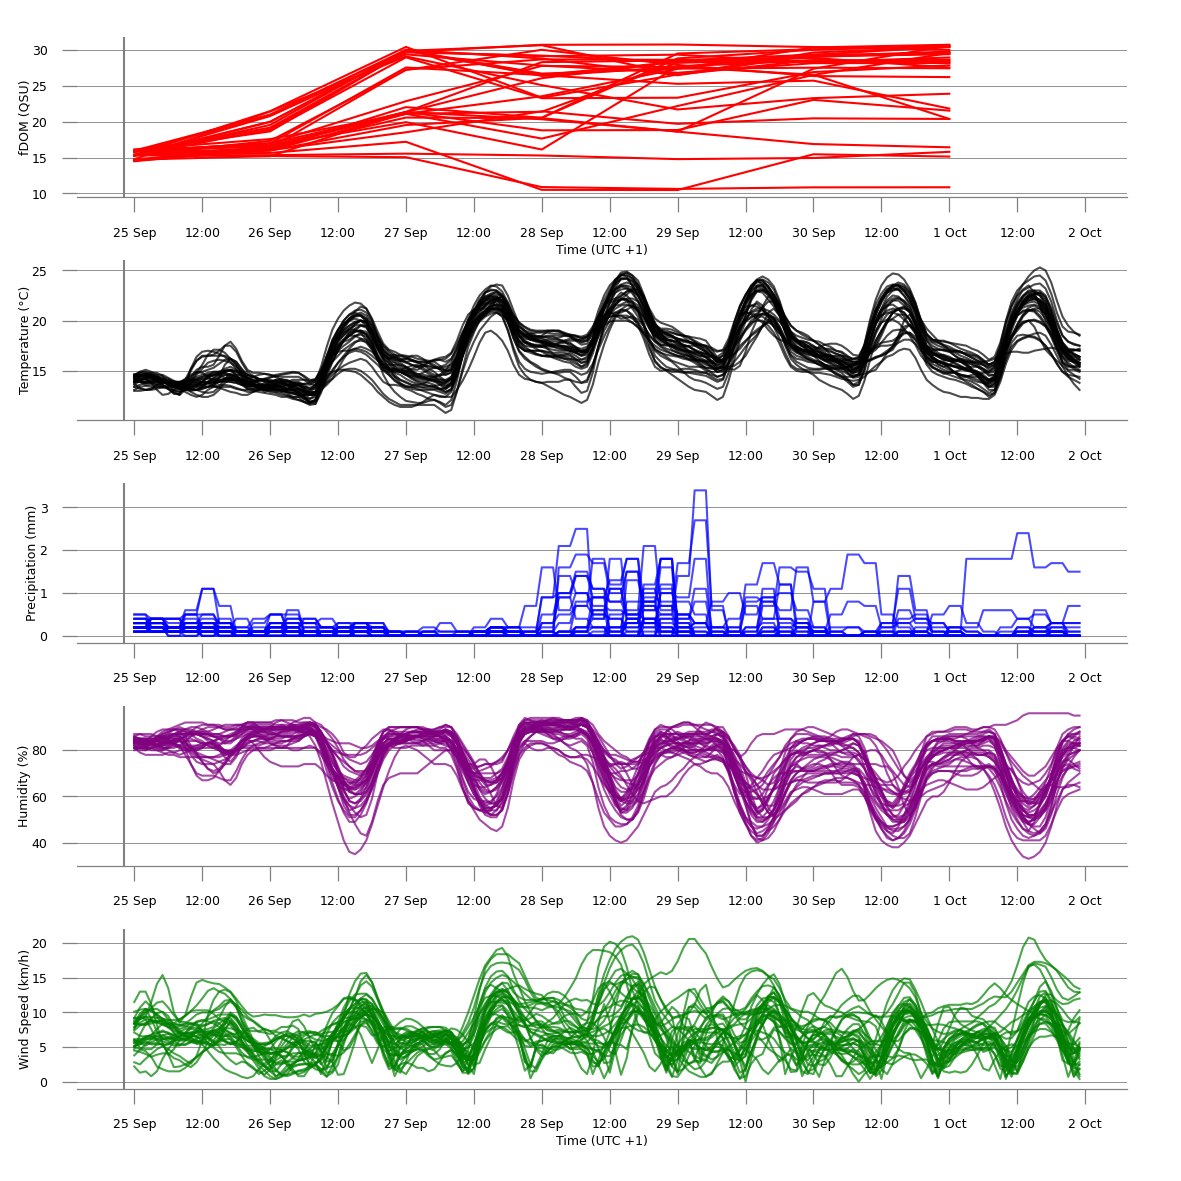 fDOM (QSU)
30
25
20
15
10
25 Sep 12:00 26 Sep 12:00 27 Sep 12:00 28 Sep 12:00 29 Sep 12:00 30 Sep 12:00 1 Oct 12:00 2 Oct
Time (UTC +1)
Temperature (°C)
25
20
15
25 Sep 12:00 26 Sep 12:00 27 Sep 12:00 28 Sep 12:00 29 Sep 12:00 30 Sep 12:00 1 Oct 12:00 2 Oct
Precipitation (mm)
3
2
1
0
25 Sep 12:00 26 Sep 12:00 27 Sep 12:00 28 Sep 12:00 29 Sep 12:00 30 Sep 12:00 1 Oct 12:00 2 Oct
Humidity (%)
80
60
40
25 Sep 12:00 26 Sep 12:00 27 Sep 12:00 28 Sep 12:00 29 Sep 12:00 30 Sep 12:00 1 Oct 12:00 2 Oct
Wind Speed (km/h)
20
15
10
5
0
25 Sep 12:00 26 Sep 12:00 27 Sep 12:00 28 Sep 12:00 29 Sep 12:00 30 Sep 12:00 1 Oct 12:00 2 Oct
Time (UTC +1)